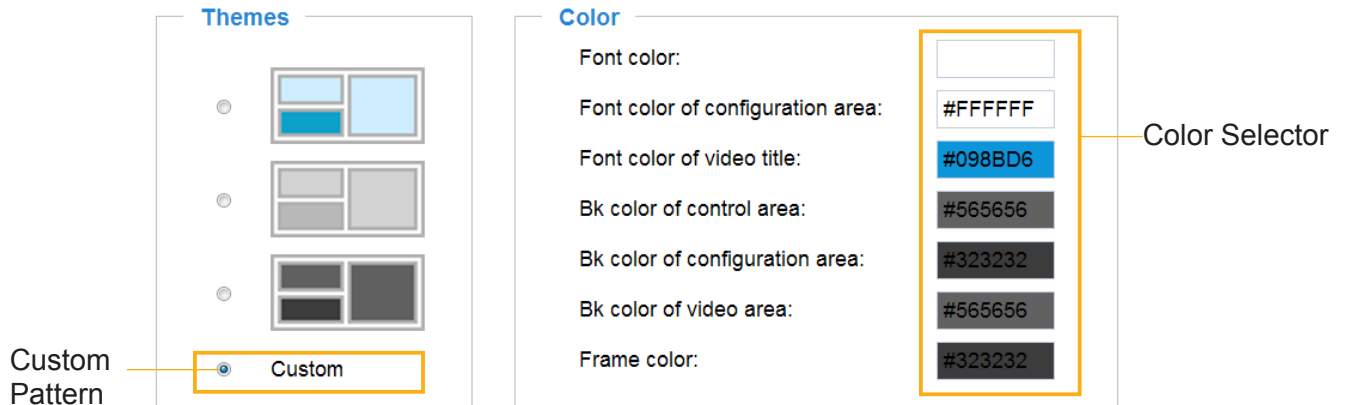 Themes
Custom
Custom
Pattern
Color
Font color:
Font color of configuration area: #FFFFFF
Font color of video title: #098BD6
Bk color of control area: #565656
Bk color of configuration area: #323232
Bk color of video area: #565656
Frame color: #323232
Color Selector